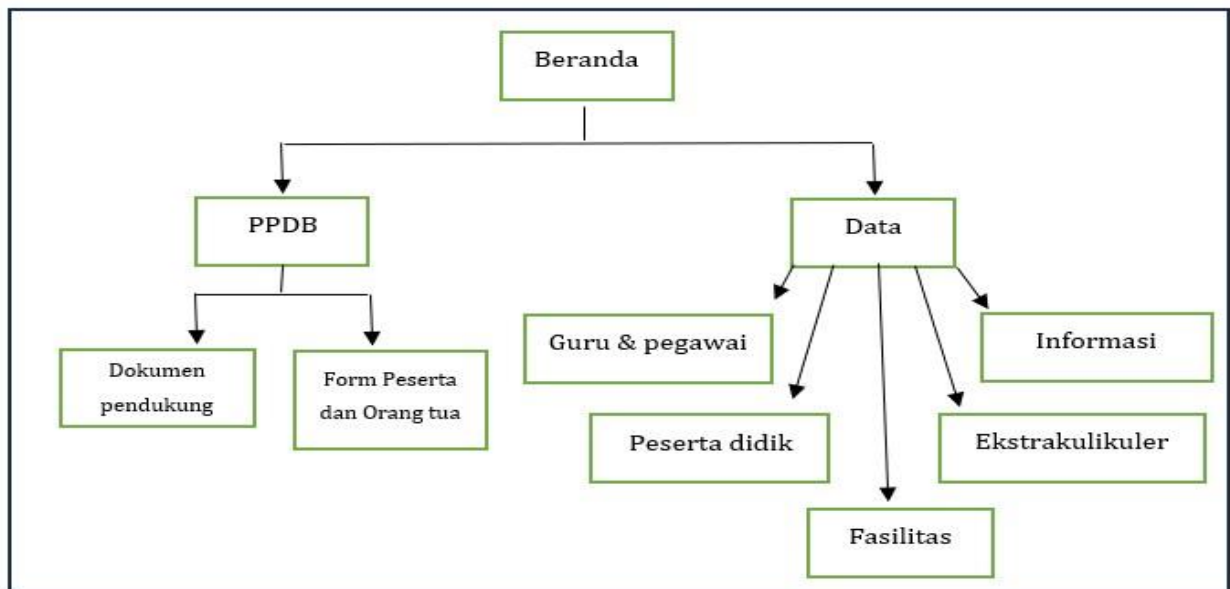 Beranda
PPDB
Data
Dokumen
pendukung
Form Peserta
dan Orang tua
Guru & pegawai
Informasi
Peserta didik
Ekstrakulikuler
Fasilitas